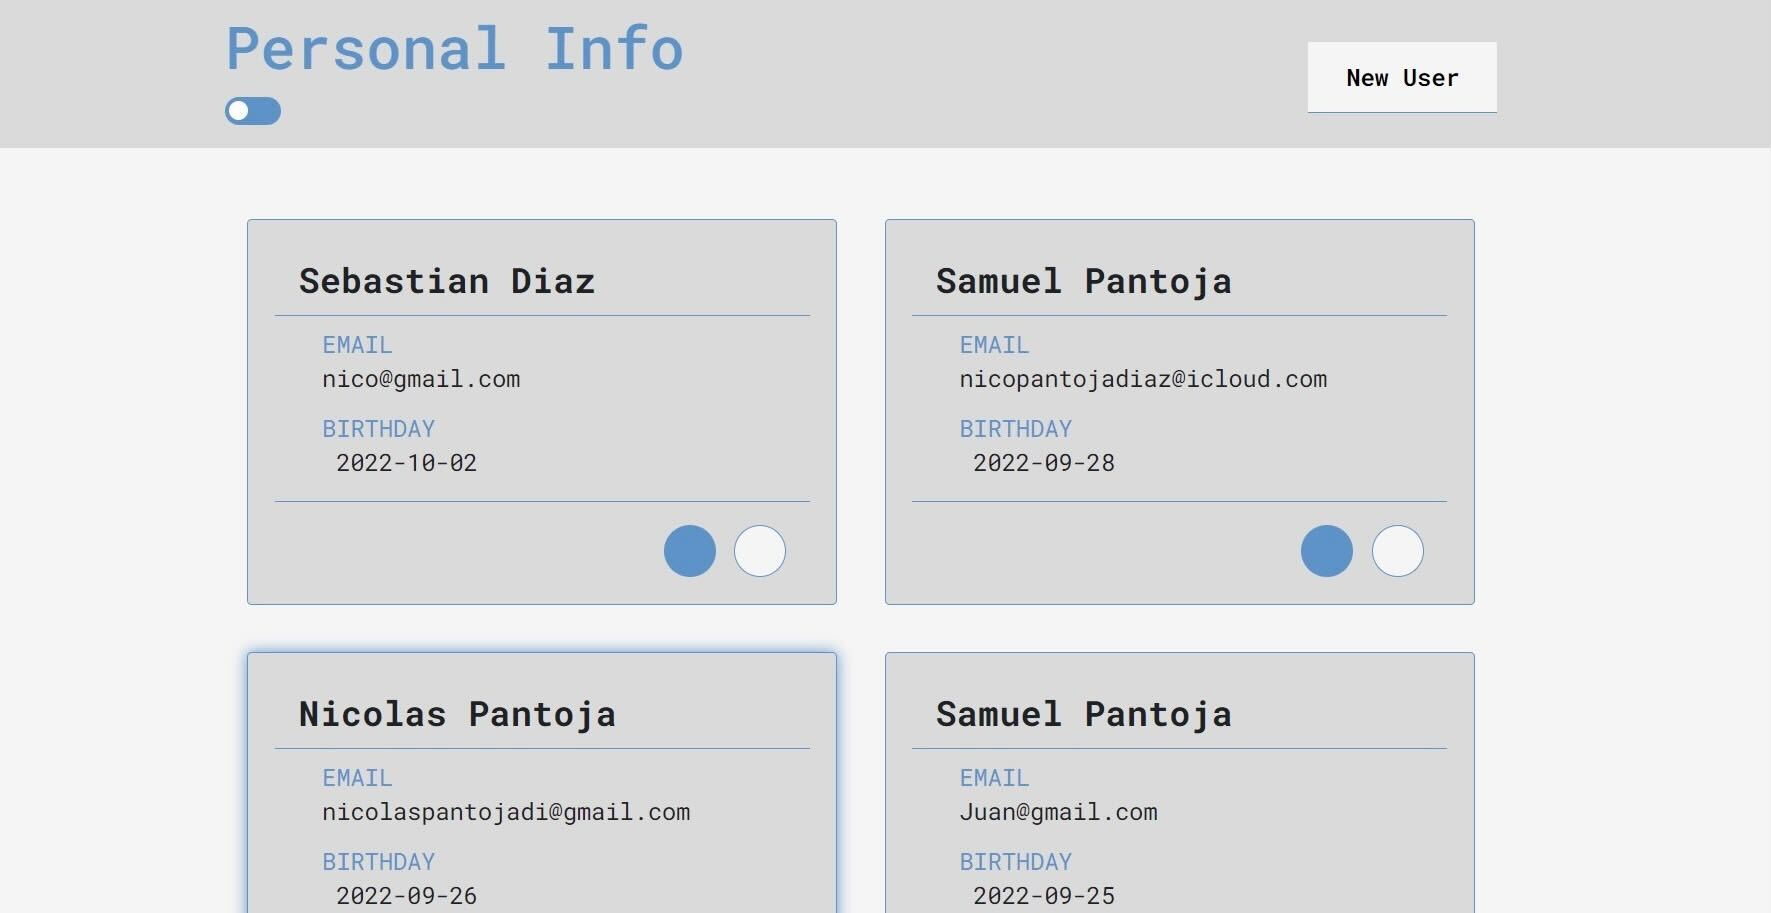 Personal Info
New User
Sebastian Diaz
EMAIL
nico@gmail.com
BIRTHDAY
2022-10-02
Samuel Pantoja
EMAIL
nicopantojadiaz@icloud.com
BIRTHDAY
2022-09-28
Nicolas Pantoja
EMAIL
nicolaspantojadi@gmail.com
BIRTHDAY
2022-09-26
Samuel Pantoja
EMAIL
Juan@gmail.com
BIRTHDAY
2022-09-25